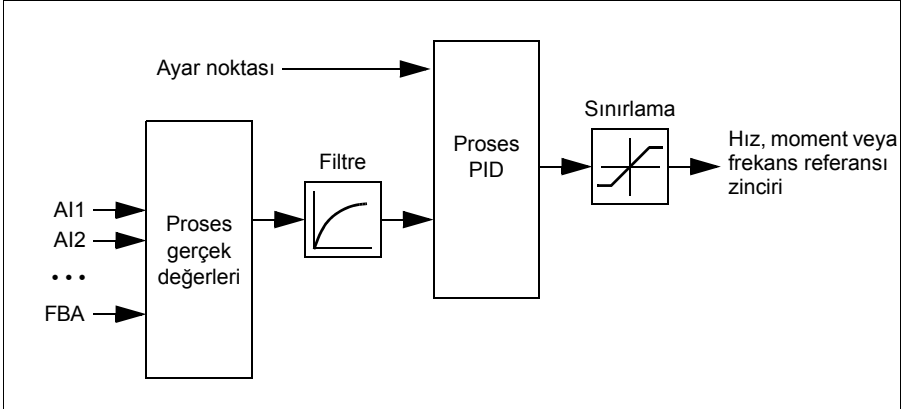 Ayar noktası
Proses
PID
Sınırlama
Hız, moment veya
frekans referansı
zinciri
Filtre
AI1
AI2
•••
FBA
Proses
gerçek
değerleri